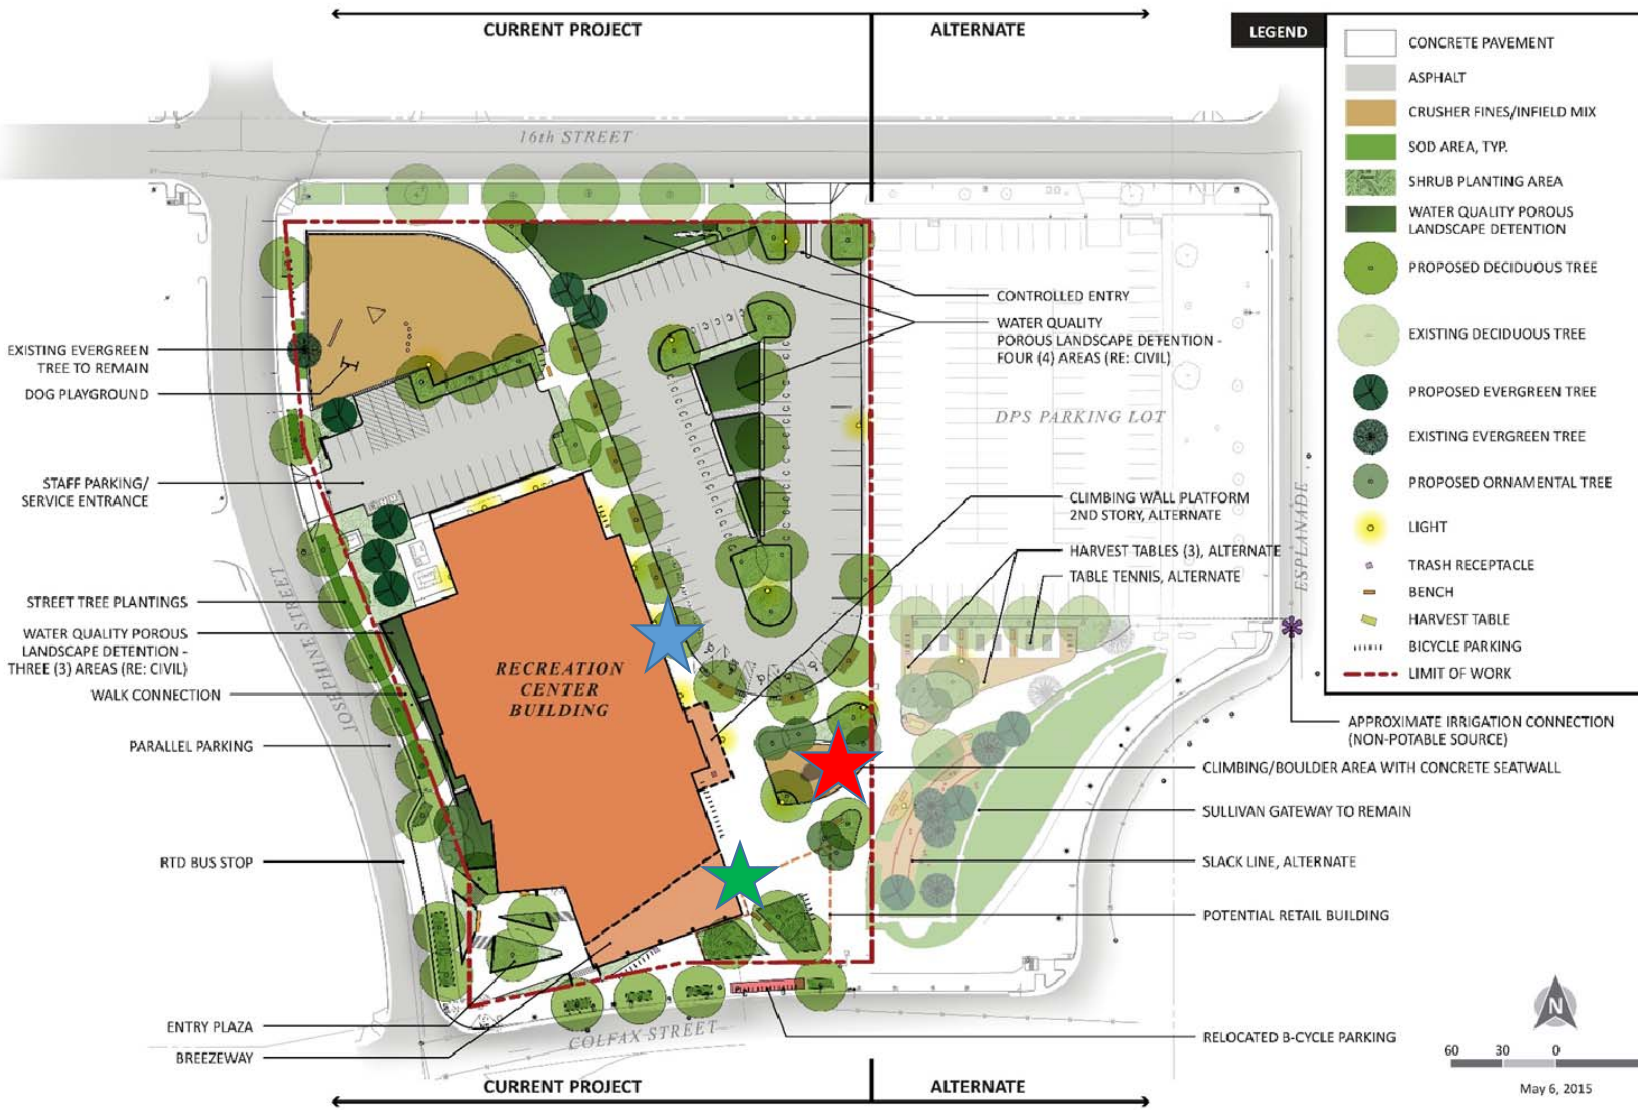 CURRENT PROJECT
ALTERNATE
LEGEND
CONCRETE PAVEMENT
ASPHALT
CRUSHER FINES/INFIELD MIX
SOD AREA, TYP.
SHRUB PLANTING AREA
WATER QUALITY POROUS
LANDSCAPE DETENTION
PROPOSED DECIDUOUS TREE
EXISTING DECIDUOUS TREE
PROPOSED EVERGREEN TREE
EXISTING EVERGREEN TREE
PROPOSED ORNAMENTAL TREE
LIGHT
TRASH RECEPTACLE
BENCH
HARVEST TABLE
BICYCLE PARKING
LIMIT OF WORK
16th STREET
CONTROLLED ENTRY
WATER QUALITY
POROUS LANDSCAPE DETENTION -
FOUR (4) AREAS (RE: CIVIL)
EXISTING EVERGREEN
TREE TO REMAIN
DOG PLAYGROUND
DPS PARKING LOT
STAFF PARKING/
SERVICE ENTRANCE
CLIMBING WALL PLATFORM
2ND STORY, ALTERNATE
HARVEST TABLES (3), ALTERNATE
TABLE TENNIS, ALTERNATE
ESPLANADE
JOSEPHINE STREET
STREET TREE PLANTINGS
WATER QUALITY POROUS
LANDSCAPE DETENTION -
THREE (3) AREAS (RE: CIVIL)
WALK CONNECTION
PARALLEL PARKING
RECREATION
CENTER
BUILDING
APPROXIMATE IRRIGATION CONNECTION
(NON-POTABLE SOURCE)
CLIMBING/BOULDER AREA WITH CONCRETE SEATWALL
SULLIVAN GATEWAY TO REMAIN
RTD BUS STOP
SLACK LINE, ALTERNATE
POTENTIAL RETAIL BUILDING
ENTRY PLAZA
BREEZEWAY
COLFAX STREET
RELOCATED B-CYCLE PARKING
N
60 30 0
May 6, 2015
CURRENT PROJECT
ALTERNATE